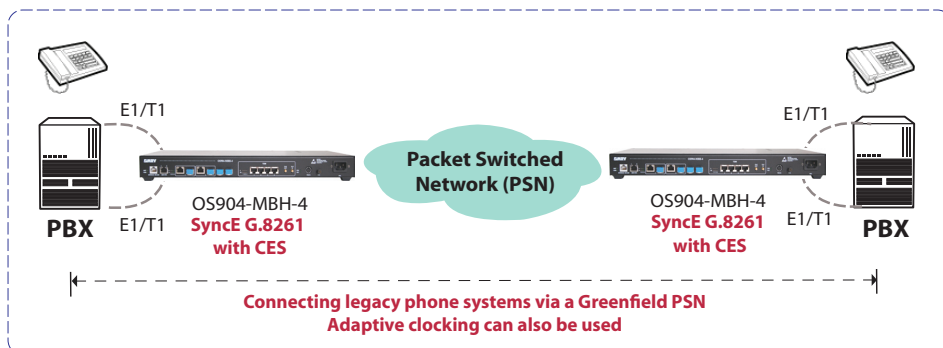 E1/T1
E1/T1
PBX
OS904-MBH-4
SyncE G.8261
with CES
Packet Switched
Network (PSN)
OS904-MBH-4
SyncE G.8261
with CES
E1/T1
E1/T1
PBX
Connecting legacy phone systems via a Greenfield PSN
Adaptive clocking can also be used